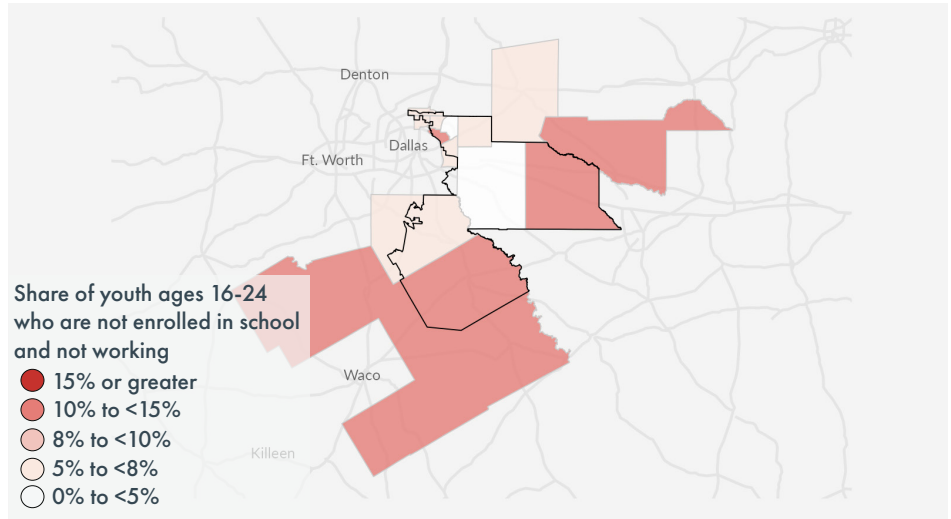 Denton
Dallas
Ft. Worth
Share of youth ages 16-24
who are not enrolled in school
and not working
15% or greater
10% to <15%
8% to <10%
5% to <8%
0% to <5%
Waco
Killeen